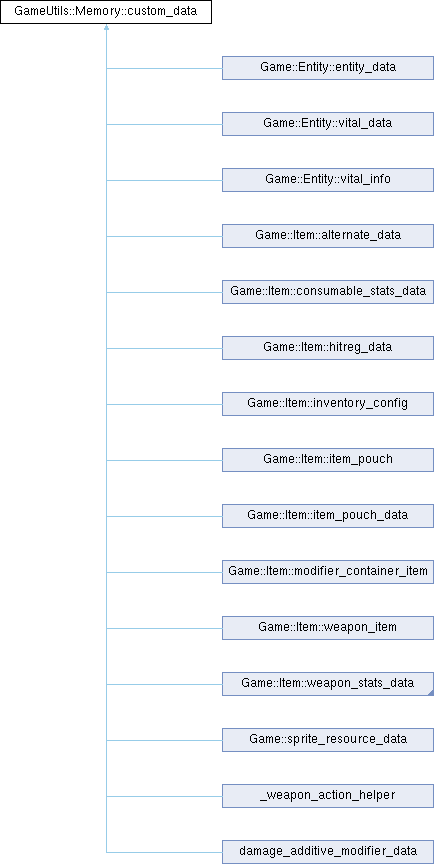 GameUtils::Memory::custom_data
Game::Entity::entity_data
Game::Entity::vital_data
Game::Entity::vital_info
Game::Item::alternate_data
Game::Item::consumable_stats_data
Game::Item::hitreg_data
Game::Item::inventory_config
Game::Item::item_pouch
Game::Item::item_pouch_data
Game::Item::modifier_container_item
Game::Item::weapon_item
Game::Item::weapon_stats_data
Game::sprite_resource_data
_weapon_action_helper
damage_additive_modifier_data